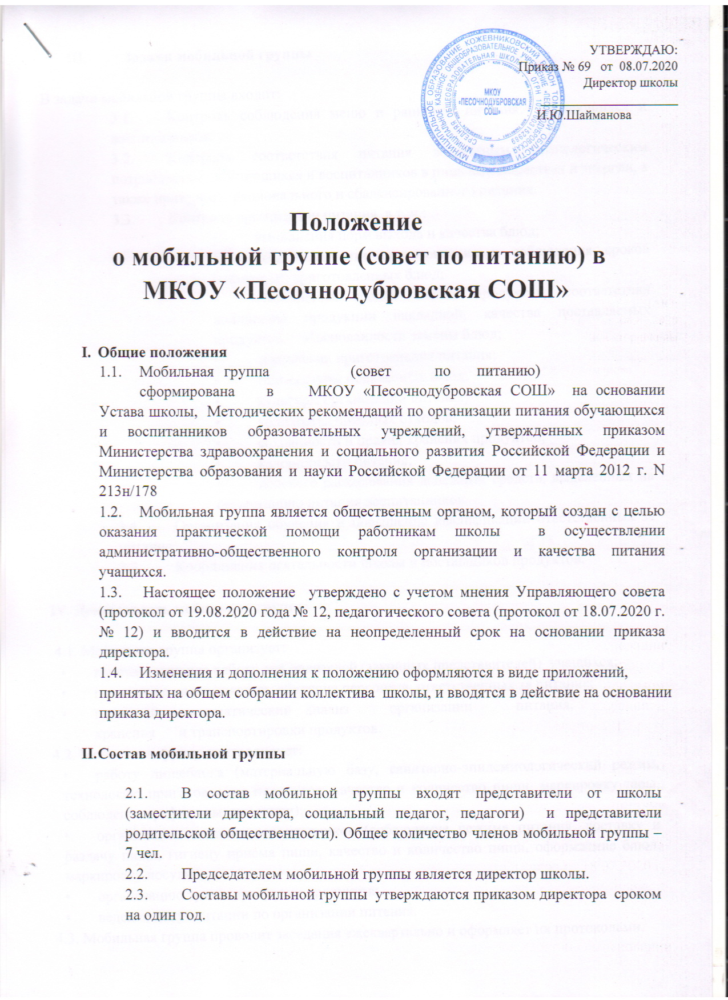 УТВЕРЖДАЮ:
Приказ № 69 от 08.07.2020
Директор школы
И.Ю.Шайманова
МКОУ
«ПЕСОЧНОДУБРОВСКАЯ
СОШ»
Положение
о мобильной группе (совет по питанию) в
МКОУ «Песочнодубровская СОШ»
I. Общие положения
1.1. Мобильная группа (совет по питанию)
сформирована в МКОУ «Песочнодубровская СОШ» на основании
Устава школы, Методических рекомендаций по организации питания обучающихся
и воспитанников образовательных учреждений, утвержденных приказом
Министерства здравоохранения и социального развития Российской Федерации и
Министерства образования и науки Российской Федерации от 11 марта 2012 г. N
213н/178
1.2. Мобильная группа является общественным органом, который создан с целью
оказания практической помощи работникам школы в осуществлении
административно-общественного контроля организации и качества питания
учащихся.
1.3. Настоящее положение утверждено с учетом мнения Управляющего совета
(протокол от 19.08.2020 года № 12, педагогического совета (протокол от 18.07.2020 г.
№ 12) и вводится в действие на неопределенный срок на основании приказа
директора.
1.4. Изменения и дополнения к положению оформляются в виде приложений,
принятых на общем собрании коллектива школы, и вводятся в действие на основании
приказа директора.
II.Состав мобильной группы
2.1. В состав мобильной группы входят представители от школы
(заместители директора, социальный педагог, педагоги) и представители
родительской общественности). Общее количество членов мобильной группы –
7 чел.
2.2. Председателем мобильной группы является директор школы.
2.3. Составы мобильной группы утверждаются приказом директора сроком
на один год.